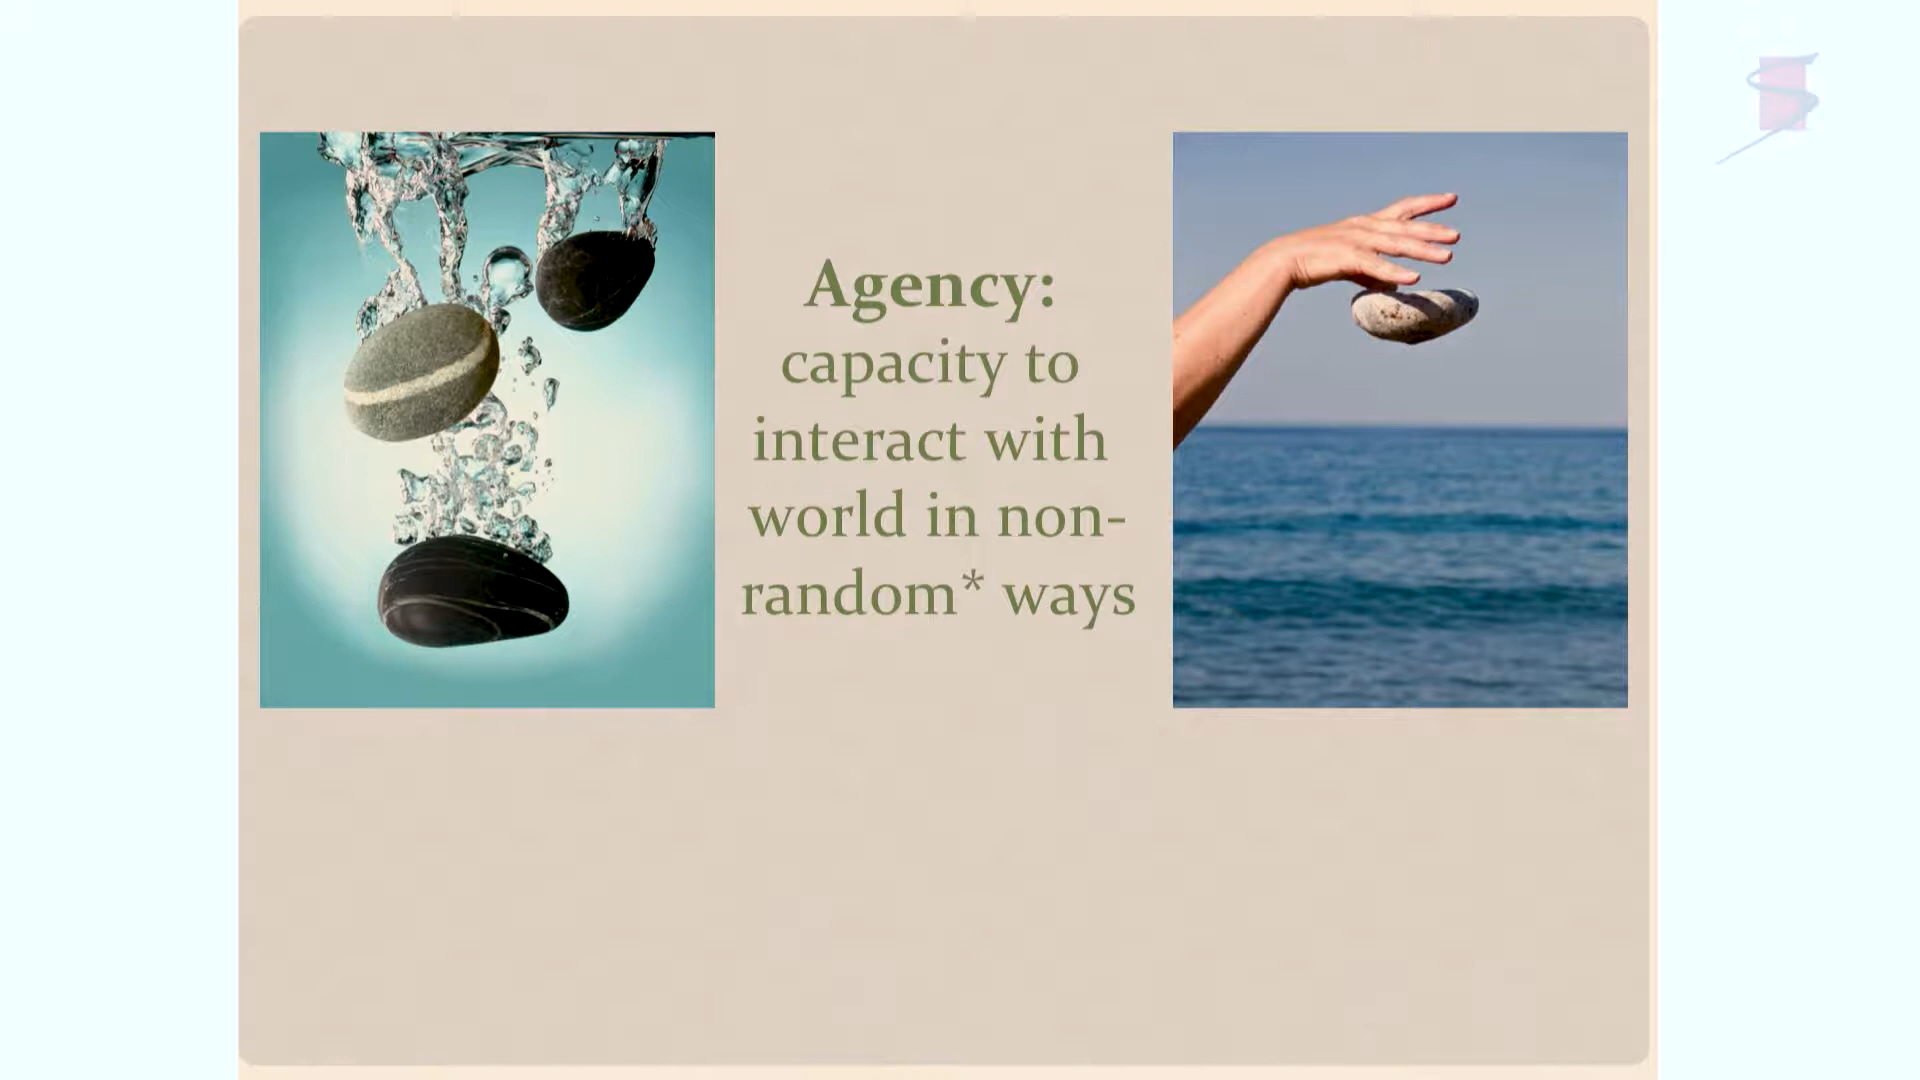 Agency:
capacity to
interact with
world in non-
random* ways